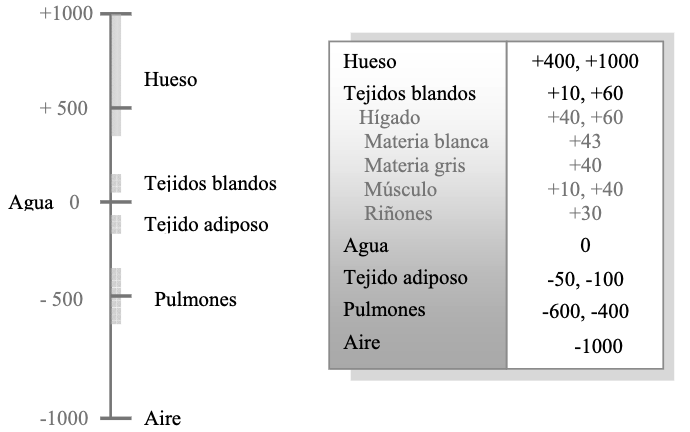 +1000
Hueso
+ 500
Tejidos blandos
Agua 0
Tejido adiposo
- 500
Pulmones
-1000
Aire
Hueso +400, +1000
Tejidos blandos +10, +60
Hígado +40, +60
Materia blanca +43
Materia gris +40
Músculo +10, +40
Riñones +30
Agua 0
Tejido adiposo -50, -100
Pulmones -600, -400
Aire -1000